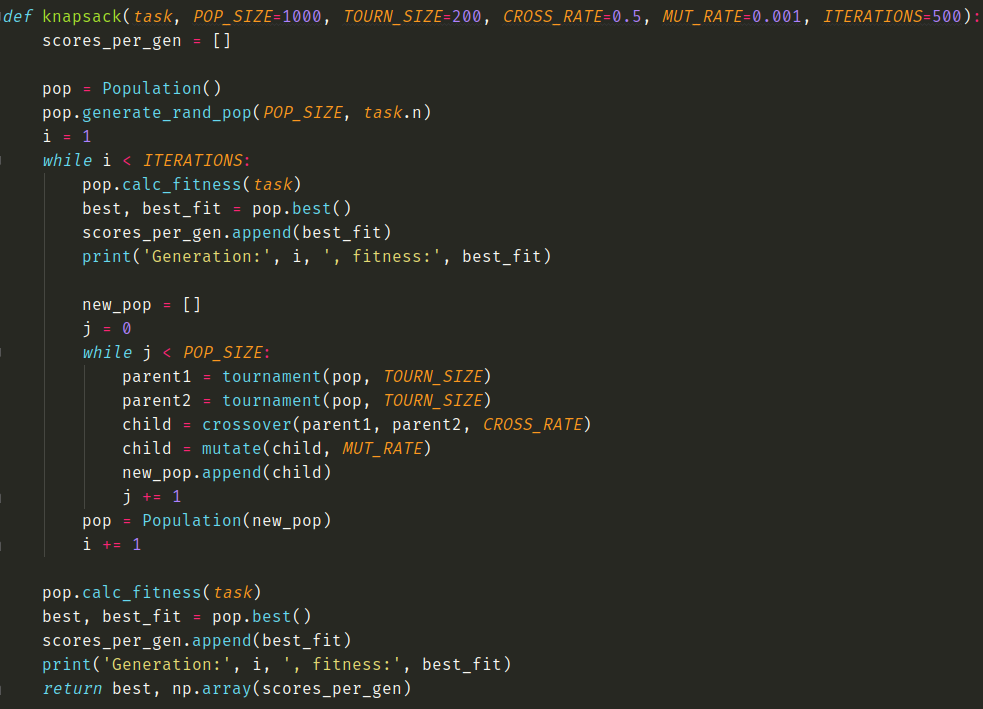 def knapsack(task, POP_SIZE=1000, TOURN_SIZE=200, CROSS_RATE=0.5, MUT_RATE=0.001, ITERATIONS=500):
    scores_per_gen = []

    pop = Population()
    pop.generate_rand_pop(POP_SIZE, task.n)
    i = 1
    while i < ITERATIONS:
        pop.calc_fitness(task)
        best, best_fit = pop.best()
        scores_per_gen.append(best_fit)
        print('Generation:', i, ', fitness:', best_fit)

        new_pop = []
        j = 0
        while j < POP_SIZE:
            parent1 = tournament(pop, TOURN_SIZE)
            parent2 = tournament(pop, TOURN_SIZE)
            child = crossover(parent1, parent2, CROSS_RATE)
            child = mutate(child, MUT_RATE)
            new_pop.append(child)
            j += 1
        pop = Population(new_pop)
        i += 1

    pop.calc_fitness(task)
    best, best_fit = pop.best()
    scores_per_gen.append(best_fit)
    print('Generation:', i, ', fitness:', best_fit)
    return best, np.array(scores_per_gen)